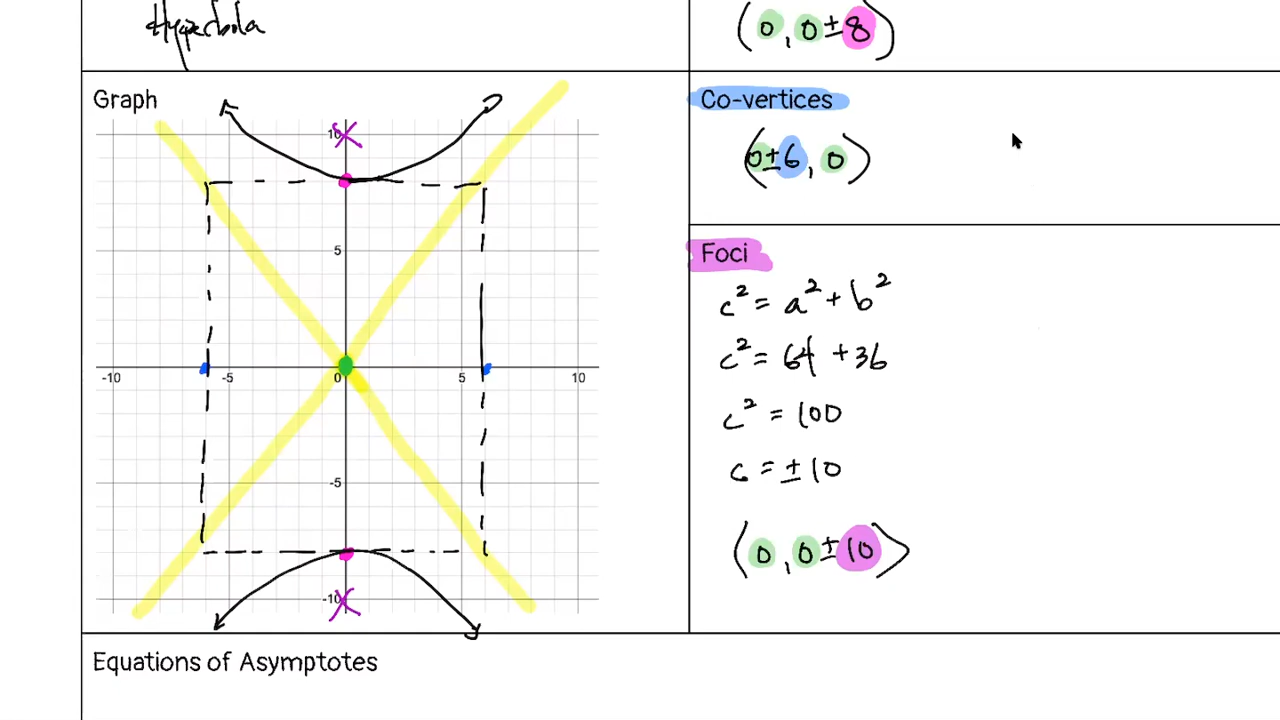 Hyperbola
(0, 0±8)
Graph
10
5
-10 -5 0 5 10
-5
-10
Co-vertices
(0±6, 0)
Foci
c² = a² + b²
c² = 64 + 36
c² = 100
c = ±10
(0, 0±10)
Equations of Asymptotes